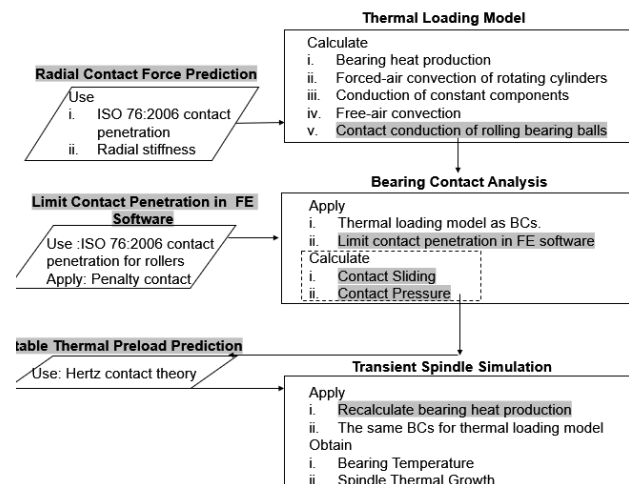 Thermal Loading Model
Calculate
i. Bearing heat production
ii. Forced-air convection of rotating cylinders
iii. Conduction of constant components
iv. Free-air convection
v. Contact conduction of rolling bearing balls
Radial Contact Force Prediction
Use
i. ISO 76:2006 contact
penetration
ii. Radial stiffness
Bearing Contact Analysis
Apply
i. Thermal loading model as BCs.
ii. Limit contact penetration in FE software
Calculate
i. Contact Sliding
ii. Contact Pressure
Limit Contact Penetration in FE
Software
Use :ISO 76:2006 contact
penetration for rollers
Apply: Penalty contact
table Thermal Preload Prediction
Use: Hertz contact theory
Transient Spindle Simulation
Apply
i. Recalculate bearing heat production
ii. The same BCs for thermal loading model
Obtain
i. Bearing Temperature
ii. Spindle Thermal Growth